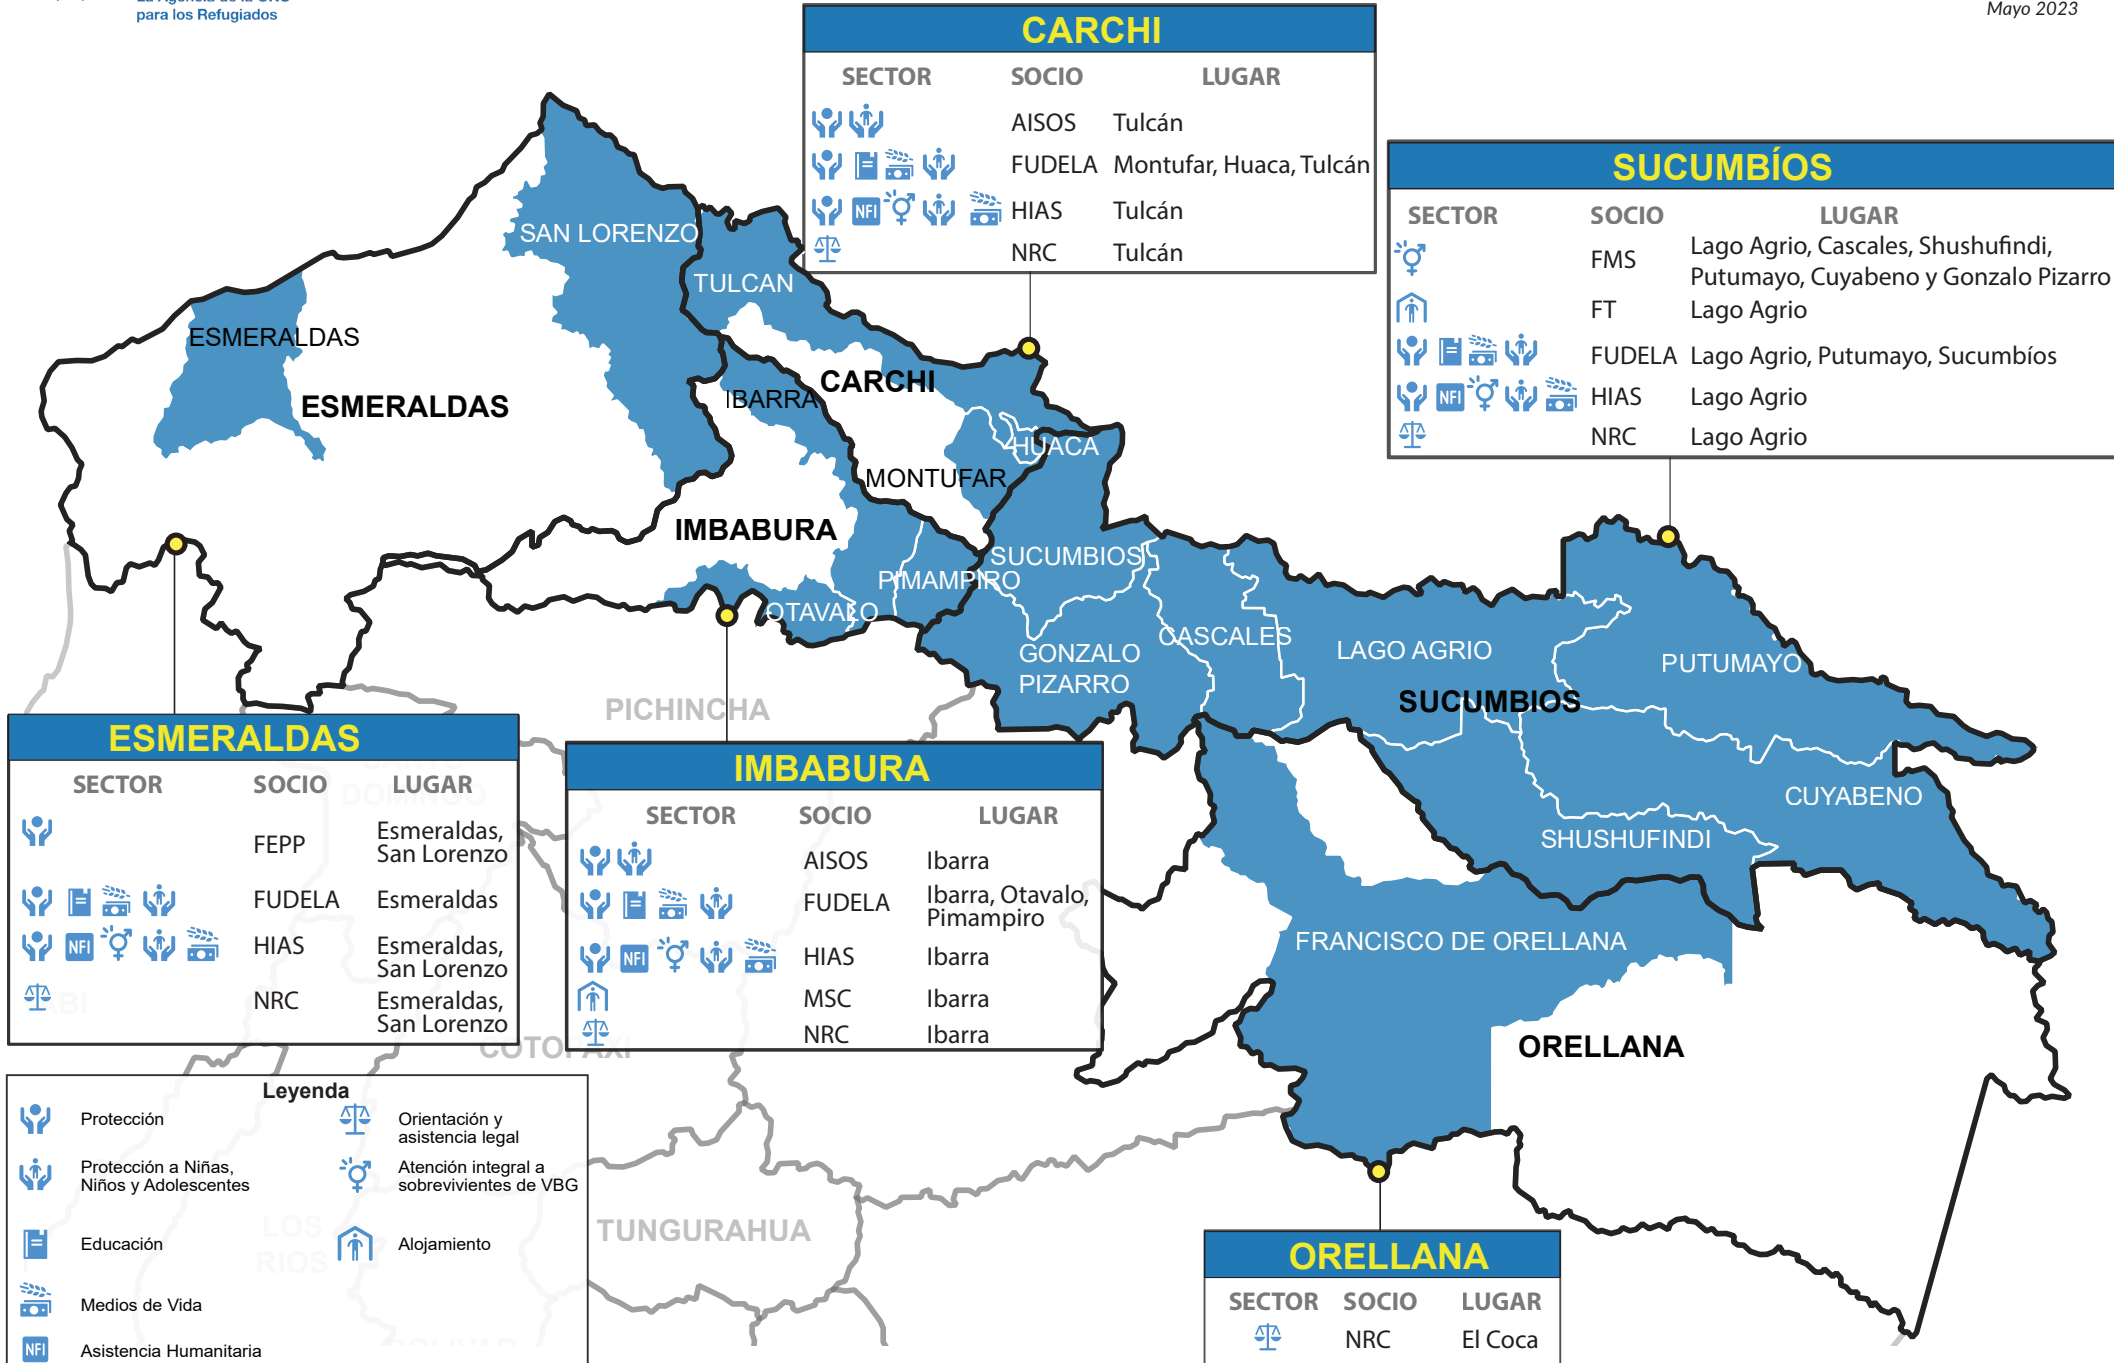 para los Refugiados
Mayo 2023
CARCHI
SECTOR SOCIO LUGAR
AISOS Tulcán
FUDELA Montufar, Huaca, Tulcán
NFI HIAS Tulcán
NRC Tulcán
SUCUMBÍOS
SECTOR SOCIO LUGAR
FMS Lago Agrio, Cascales, Shushufindi,
Putumayo, Cuyabeno y Gonzalo Pizarro
FT Lago Agrio
FUDELA Lago Agrio, Putumayo, Sucumbíos
NFI HIAS Lago Agrio
NRC Lago Agrio
SAN LORENZO
TULCAN
ESMERALDAS
ESMERALDAS
CARCHI
IBARRA
HUACA
MONTUFAR
IMBABURA
SUCUMBIOS
PIMAMPIRO
OTAVALO
GONZALO
PIZARRO
CASCALES
LAGO AGRIO
PUTUMAYO
SUCUMBIOS
CUYABENO
SHUSHUFINDI
FRANCISCO DE ORELLANA
ORELLANA
PICHINCHA
DOMINGO
COTOPAXI
TUNGURAHUA
LOS
RIOS
BOLIVAR
ESMERALDAS
SECTOR SOCIO LUGAR
FEPP Esmeraldas,
San Lorenzo
FUDELA Esmeraldas
NFI HIAS Esmeraldas,
San Lorenzo
NRC Esmeraldas,
San Lorenzo
IMBABURA
SECTOR SOCIO LUGAR
AISOS Ibarra
FUDELA Ibarra, Otavalo,
Pimampiro
NFI HIAS Ibarra
MSC Ibarra
NRC Ibarra
Leyenda
Protección
Orientación y
asistencia legal
Protección a Niñas,
Niños y Adolescentes
Atención integral a
sobrevivientes de VBG
Educación
Alojamiento
Medios de Vida
NFI Asistencia Humanitaria
ORELLANA
SECTOR SOCIO LUGAR
NRC El Coca